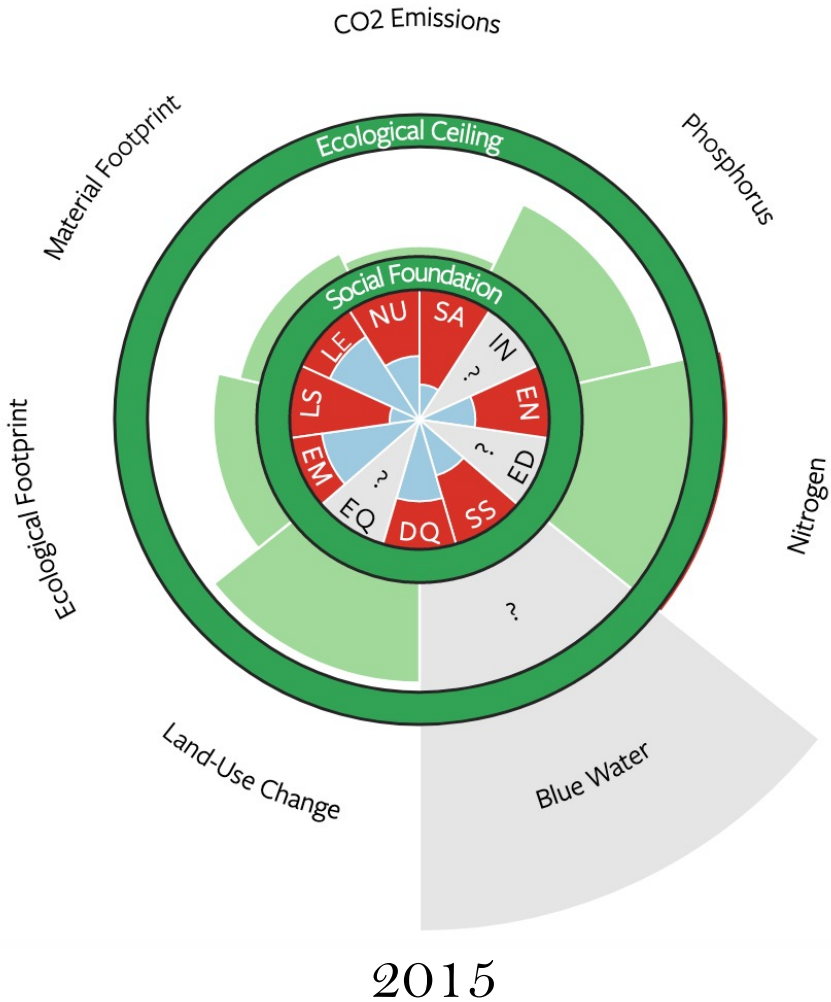 CO2 Emissions
Phosphorus
Material Footprint
Ecological Ceiling
Social Foundation
NU
SA
LE
IN
?
LS
EN
EM
?
ED
?
EQ
DQ
SS
Ecological Footprint
Nitrogen
?
Land-Use Change
Blue Water
2015